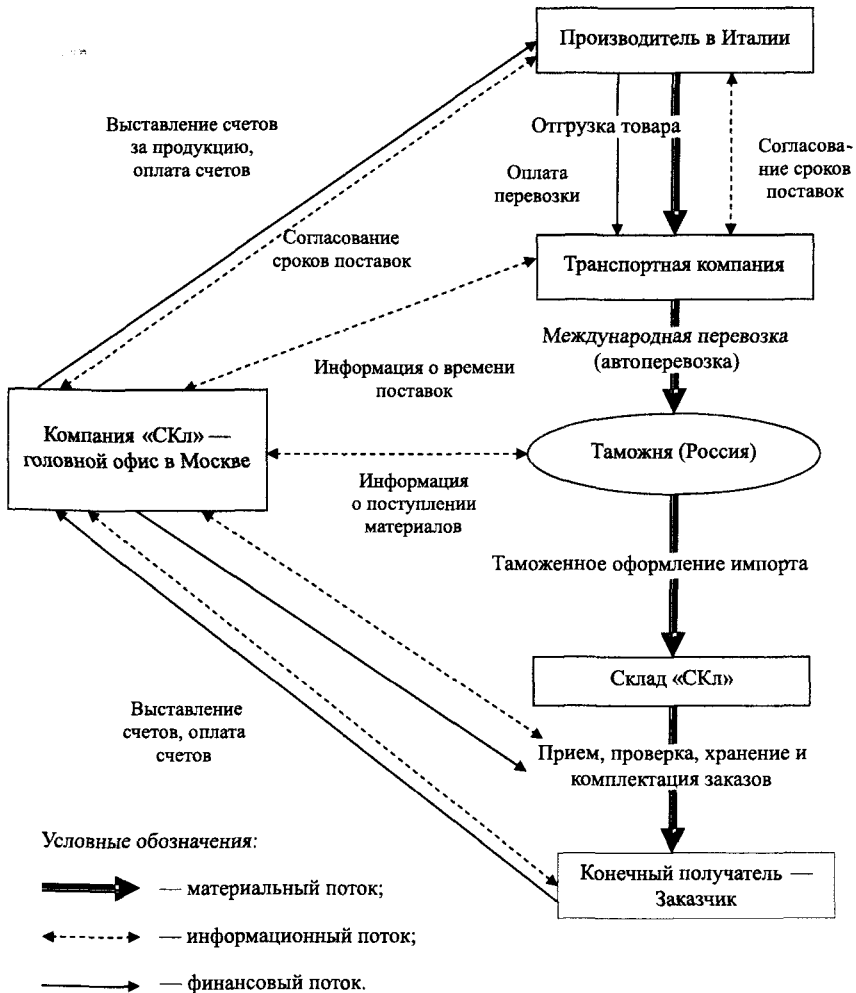 Производитель в Италии
Выставление счетов
за продукцию,
оплата счетов
Отгрузка товара
Оплата
перевозки
Согласова-
ние сроков
поставок
Согласование
сроков поставок
Транспортная компания
Международная перевозка
(автоперевозка)
Информация о времени
поставок
Компания «СКл» —
головной офис в Москве
Таможня (Россия)
Информация
о поступлении
материалов
Таможенное оформление импорта
Склад «СКл»
Выставление
счетов, оплата
счетов
Прием, проверка, хранение и
комплектация заказов
Конечный получатель —
Заказчик
Условные обозначения:
— материальный поток;
— информационный поток;
— финансовый поток.